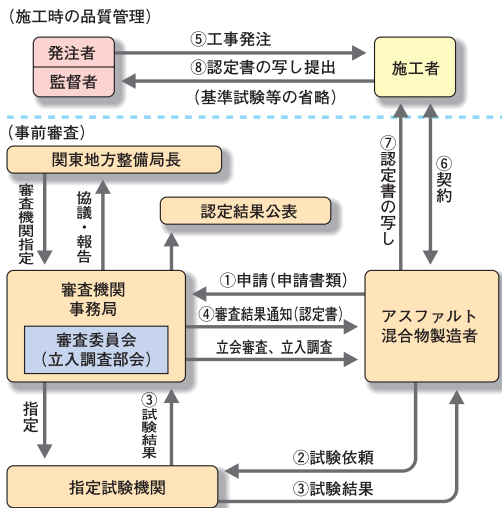 (施工時の品質管理)
発注者
監督者
⑤工事発注
⑧認定書の写し提出
(基準試験等の省略)
施工者
(事前審査)
関東地方整備局長
審査機関指定
協議・報告
認定結果公表
⑦認定書の写し
⑥契約
審査機関
事務局
審査委員会
(立入調査部会)
①申請(申請書類)
④審査結果通知(認定書)
立会審査、立入調査
アスファルト
混合物製造者
指定
③試験結果
②試験依頼
③試験結果
指定試験機関